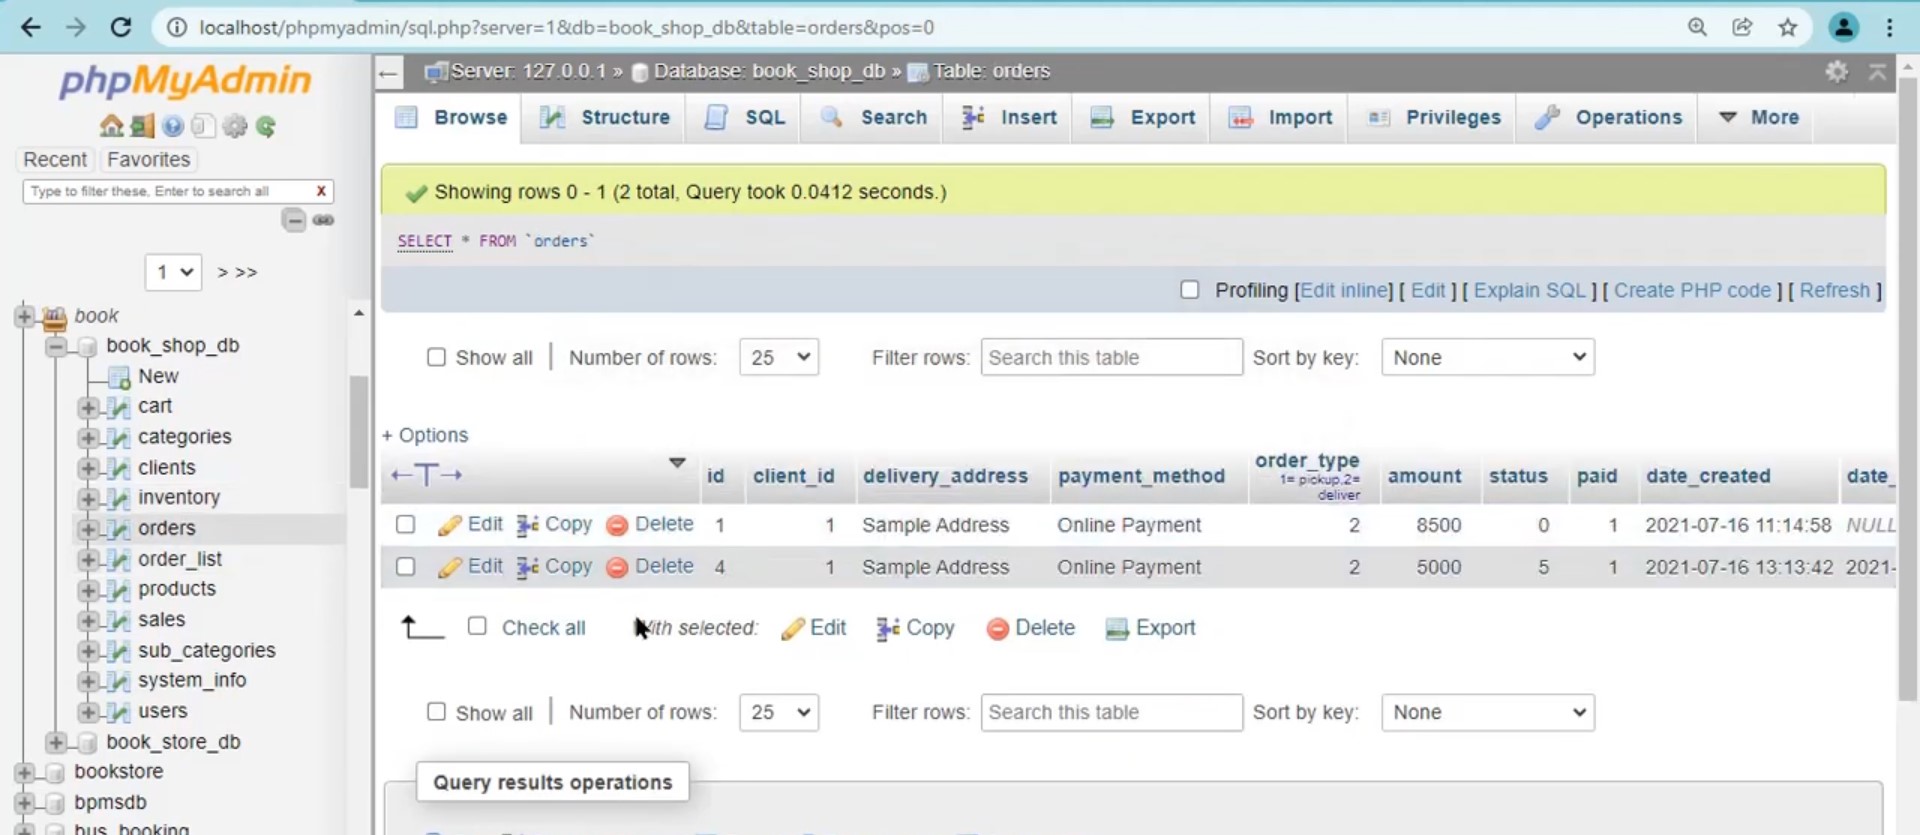 localhost/phpmyadmin/sql.php?server=1&db=book_shop_db&table=orders&pos=0
phpMyAdmin
Recent Favorites
Type to filter these, Enter to search all X
1 > >>
book
book_shop_db
New
cart
categories
clients
inventory
orders
order_list
products
sales
sub_categories
system_info
users
book_store_db
bookstore
bpmsdb
bus_booking
Server: 127.0.0.1 » Database: book_shop_db » Table: orders
Browse Structure SQL Search Insert Export Import Privileges Operations More
Showing rows 0 - 1 (2 total, Query took 0.0412 seconds.)
SELECT * FROM `orders`
Profiling [Edit inline] [ Edit ] [ Explain SQL ] [ Create PHP code ] [ Refresh ]
Show all | Number of rows: 25 Filter rows: Search this table Sort by key: None
+ Options
←T→ id client_id delivery_address payment_method order_type 1= pickup,2= deliver amount status paid date_created date_
Edit Copy Delete 1 1 Sample Address Online Payment 2 8500 0 1 2021-07-16 11:14:58 NULL
Edit Copy Delete 4 1 Sample Address Online Payment 2 5000 5 1 2021-07-16 13:13:42 2021-
Check all With selected: Edit Copy Delete Export
Show all | Number of rows: 25 Filter rows: Search this table Sort by key: None
Query results operations